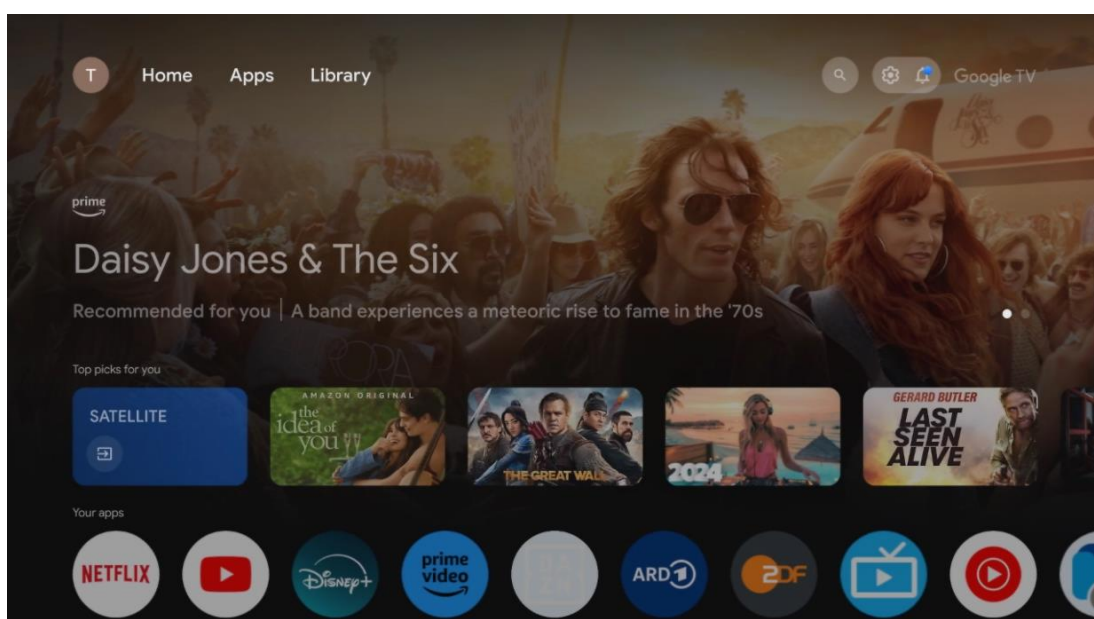 T Home Apps Library Google TV
prime
Daisy Jones & The Six
Recommended for you | A band experiences a meteoric rise to fame in the '70s
Top picks for you
SATELLITE
AMAZON ORIGINAL
the
idea of
you
THE GREAT WALL
2024
GERARD BUTLER
LAST
SEEN
ALIVE
Your apps
NETFLIX
Disney+
prime
video
ARD 1
ZDF